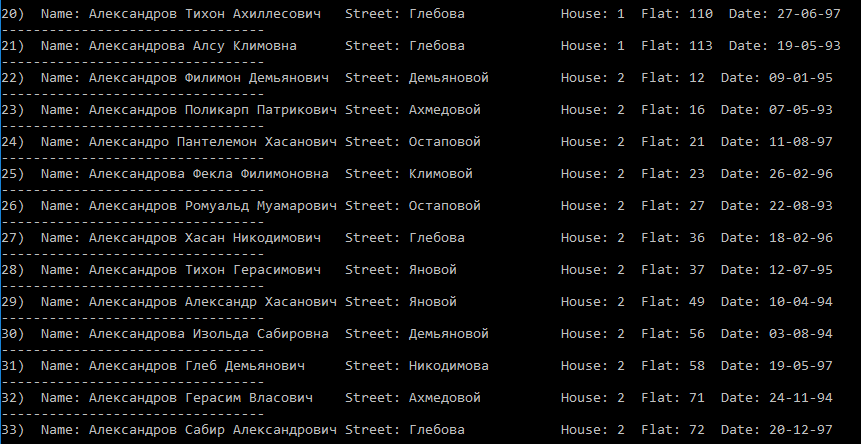 20)  Name: Александров Тихон Ахиллесович   Street: Глебова            House: 1  Flat: 110  Date: 27-06-97
---------------------------------
21)  Name: Александрова Алсу Климовна      Street: Глебова            House: 1  Flat: 113  Date: 19-05-93
---------------------------------
22)  Name: Александров Филимон Демьянович  Street: Демьяновой         House: 2  Flat: 12  Date: 09-01-95
---------------------------------
23)  Name: Александров Поликарп Патрикович Street: Ахмедовой          House: 2  Flat: 16  Date: 07-05-93
---------------------------------
24)  Name: Александро Пантелемон Хасанович Street: Остаповой          House: 2  Flat: 21  Date: 11-08-97
---------------------------------
25)  Name: Александрова Фекла Филимоновна  Street: Климовой           House: 2  Flat: 23  Date: 26-02-96
---------------------------------
26)  Name: Александров Ромуальд Муамарович Street: Остаповой          House: 2  Flat: 27  Date: 22-08-93
---------------------------------
27)  Name: Александров Хасан Никодимович   Street: Глебова            House: 2  Flat: 36  Date: 18-02-96
---------------------------------
28)  Name: Александров Тихон Герасимович   Street: Яновой             House: 2  Flat: 37  Date: 12-07-95
---------------------------------
29)  Name: Александров Александр Хасанович Street: Яновой             House: 2  Flat: 49  Date: 10-04-94
---------------------------------
30)  Name: Александрова Изольда Сабировна  Street: Демьяновой         House: 2  Flat: 56  Date: 03-08-94
---------------------------------
31)  Name: Александров Глеб Демьянович     Street: Никодимова         House: 2  Flat: 58  Date: 19-05-97
---------------------------------
32)  Name: Александров Герасим Власович    Street: Ахмедовой          House: 2  Flat: 71  Date: 24-11-94
---------------------------------
33)  Name: Александров Сабир Александрович Street: Глебова            House: 2  Flat: 72  Date: 20-12-97